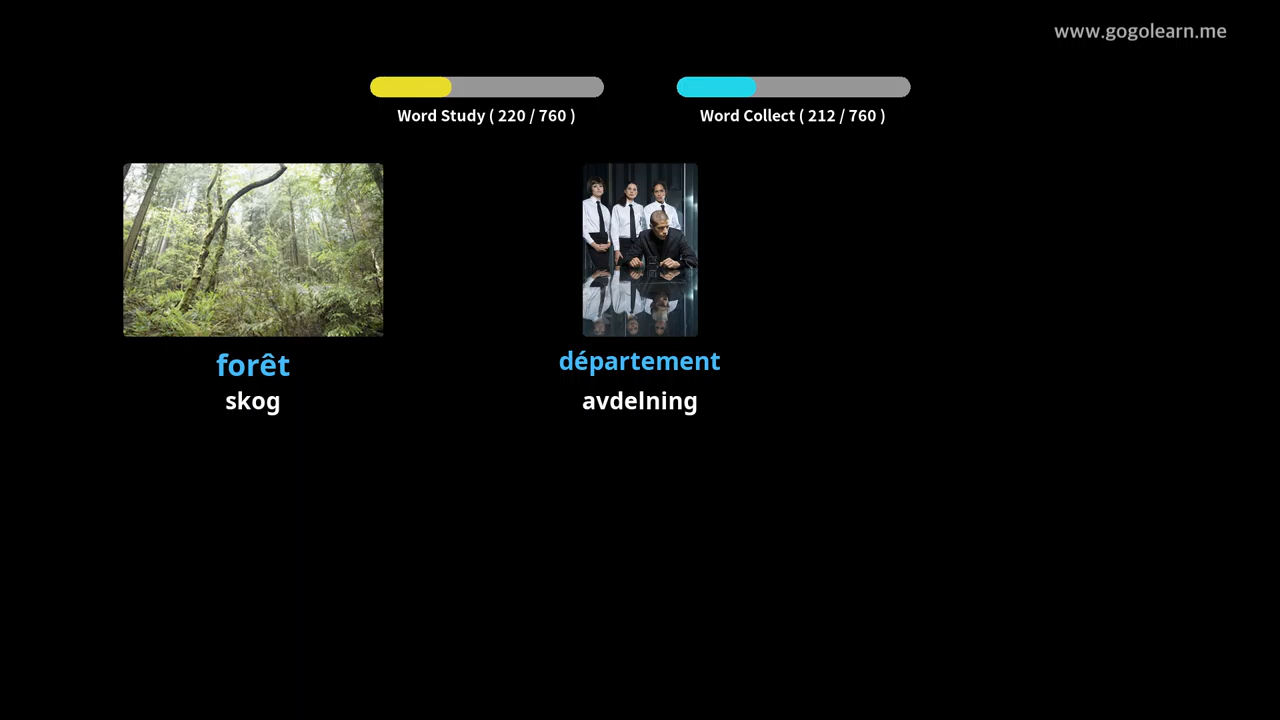 www.gogolearn.me
Word Study ( 220 / 760 )
Word Collect ( 212 / 760 )
forêt
skog
département
avdelning